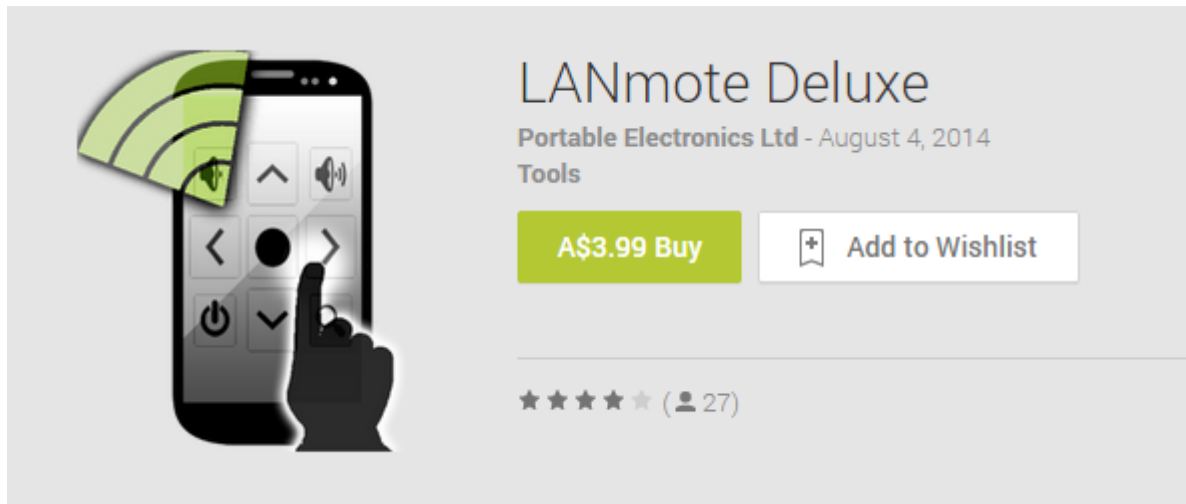 LANmote Deluxe
Portable Electronics Ltd - August 4, 2014
Tools
A$3.99 Buy
Add to Wishlist
(27)